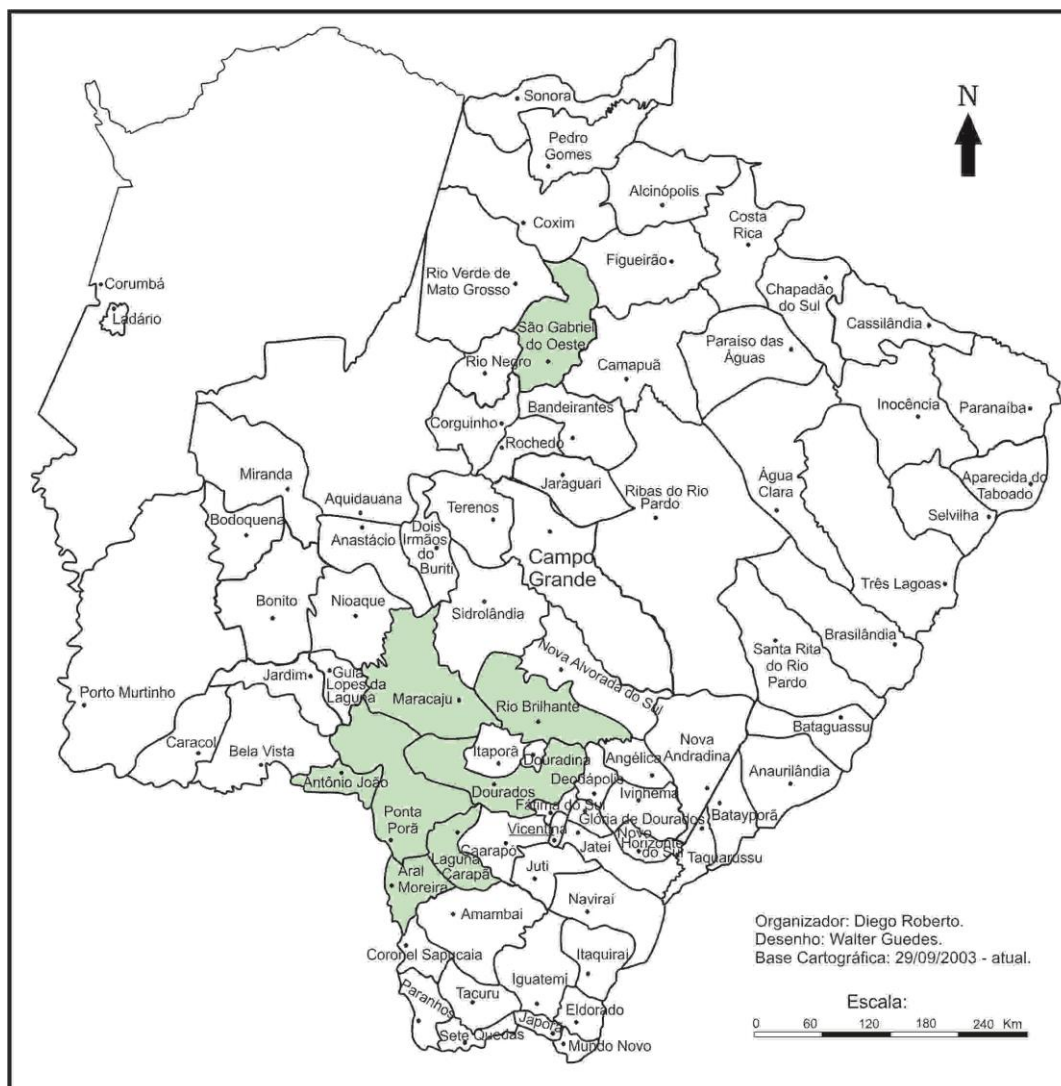 N
Sonora
Pedro
Gomes
Alcinópolis
Costa
Rica
Coxim
Figueirão
Rio Verde de
Mato Grosso
Chapadão
do Sul
Corumbá
Ladário
São Gabriel
do Oeste
Cassilândia
Paraíso das
Águas
Rio Negro
Camapuã
Bandeirantes
Inocência
Paranaíba
Corguinho
Rochedo
Miranda
Jaraguari
Água
Clara
Aparecida do
Taboado
Aquidauana
Terenos
Ribas do Rio
Pardo
Selvilha
Bodoquena
Anastácio
Dois
Irmãos
do
Buriti
Campo
Grande
Três Lagoas
Bonito
Nioaque
Sidrolândia
Brasilândia
Santa Rita
do Rio
Pardo
Nova Alvorada do Sul
Jardim
Guia
Lopes da
Laguna
Porto Murtinho
Maracaju
Rio Brilhante
Bataguassu
Caracol
Bela Vista
Itaporã
Douradina
Angélica
Nova
Andradina
Anaurilândia
Antônio João
Dourados
Deodápolis
Ivinhema
Fátima do Sul
Glória de Dourados
Batayporã
Ponta
Porã
Vicentina
Novo
Horizonte
do Sul
Laguna
Carapã
Caarapó
Jateí
Taquarussu
Aral
Moreira
Juti
Amambai
Naviraí
Coronel Sapucaia
Itaquiraí
Iguatemi
Paranhos
Tacuru
Eldorado
Sete Quedas
Japorã
Mundo Novo
Organizador: Diego Roberto.
Desenho: Walter Guedes.
Base Cartográfica: 29/09/2003 - atual.
Escala:
0 60 120 180 240 Km